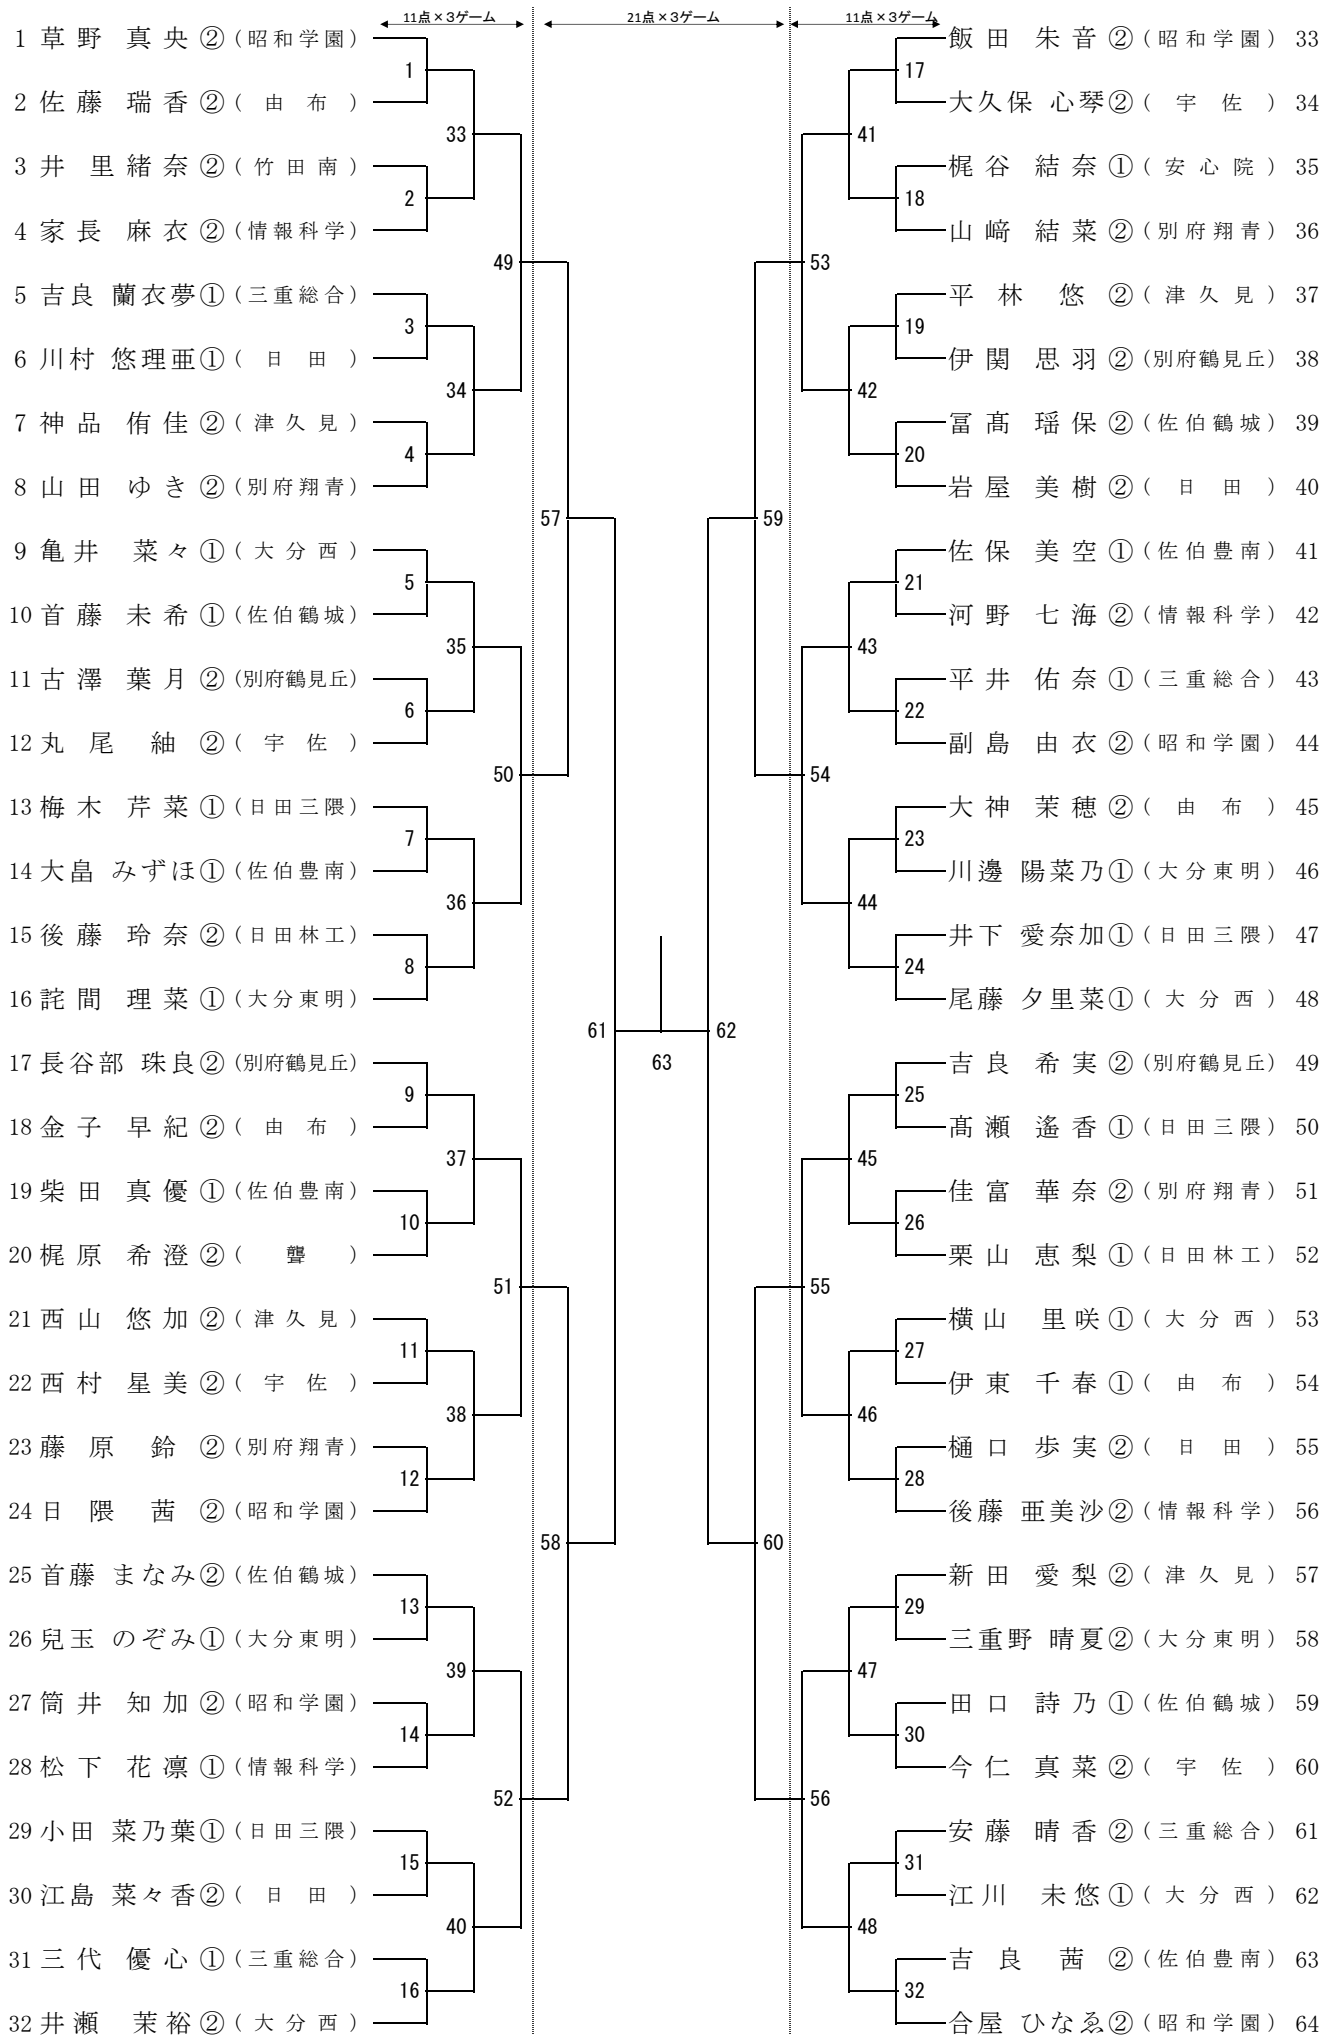 11点×3ゲーム 21点×3ゲーム 11点×3ゲーム
1 草野 真央 ② (昭和学園)
2 佐藤 瑞香 ② (由布)
3 井 里緒奈 ② (竹田南)
4 家長 麻衣 ② (情報科学)
5 吉良 蘭衣夢 ① (三重総合)
6 川村 悠理亜 ① (日田)
7 神品 侑佳 ② (津久見)
8 山田 ゆき ② (別府翔青)
9 亀井 菜々 ① (大分西)
10 首藤 未希 ① (佐伯鶴城)
11 古澤 葉月 ② (別府鶴見丘)
12 丸尾 紬 ② (宇佐)
13 梅木 芹菜 ① (日田三隈)
14 大畠 みずほ ① (佐伯豊南)
15 後藤 玲奈 ② (日田林工)
16 詫間 理菜 ① (大分東明)
17 長谷部 珠良 ② (別府鶴見丘)
18 金子 早紀 ② (由布)
19 柴田 真優 ① (佐伯豊南)
20 梶原 希澄 ② (聾)
21 西山 悠加 ② (津久見)
22 西村 星美 ② (宇佐)
23 藤原 鈴 ② (別府翔青)
24 日隈 茜 ② (昭和学園)
25 首藤 まなみ ② (佐伯鶴城)
26 兒玉 のぞみ ① (大分東明)
27 筒井 知加 ② (昭和学園)
28 松下 花凛 ① (情報科学)
29 小田 菜乃葉 ① (日田三隈)
30 江島 菜々香 ② (日田)
31 三代 優心 ① (三重総合)
32 井瀬 茉裕 ② (大分西)
1
2
3
4
5
6
7
8
9
10
11
12
13
14
15
16
33
34
35
36
37
38
39
40
49
50
51
52
57
58
61
63
62
59
60
53
54
55
56
41
42
43
44
45
46
47
48
17
18
19
20
21
22
23
24
25
26
27
28
29
30
31
32
飯田 朱音 ② (昭和学園) 33
大久保 心琴 ② (宇佐) 34
梶谷 結奈 ① (安心院) 35
山﨑 結菜 ② (別府翔青) 36
平林 悠 ② (津久見) 37
伊関 思羽 ② (別府鶴見丘) 38
冨髙 瑶保 ② (佐伯鶴城) 39
岩屋 美樹 ② (日田) 40
佐保 美空 ① (佐伯豊南) 41
河野 七海 ② (情報科学) 42
平井 佑奈 ① (三重総合) 43
副島 由衣 ② (昭和学園) 44
大神 茉穂 ② (由布) 45
川邊 陽菜乃 ① (大分東明) 46
井下 愛奈加 ① (日田三隈) 47
尾藤 夕里菜 ① (大分西) 48
吉良 希実 ② (別府鶴見丘) 49
髙瀬 遙香 ① (日田三隈) 50
佳富 華奈 ② (別府翔青) 51
栗山 恵梨 ① (日田林工) 52
横山 里咲 ① (大分西) 53
伊東 千春 ① (由布) 54
樋口 歩実 ② (日田) 55
後藤 亜美沙 ② (情報科学) 56
新田 愛梨 ② (津久見) 57
三重野 晴夏 ② (大分東明) 58
田口 詩乃 ① (佐伯鶴城) 59
今仁 真菜 ② (宇佐) 60
安藤 晴香 ② (三重総合) 61
江川 未悠 ① (大分西) 62
吉良 茜 ② (佐伯豊南) 63
合屋 ひなゑ ② (昭和学園) 64